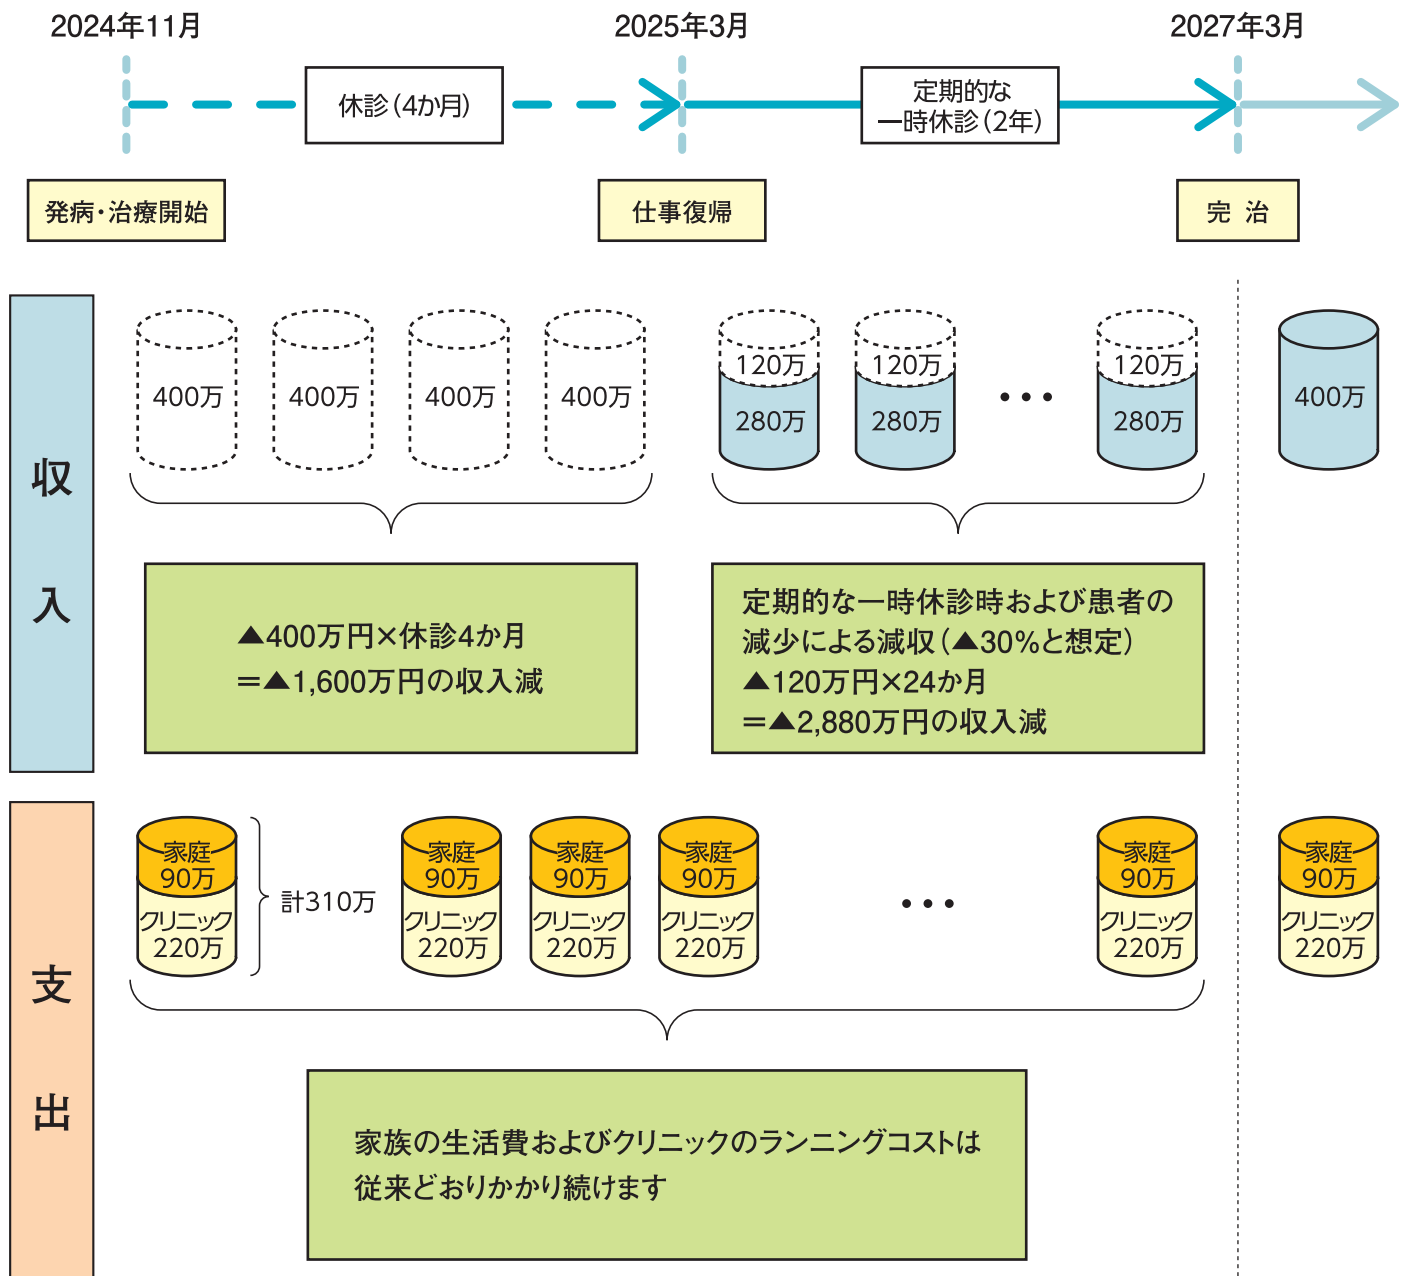 2024年11月
2025年3月
2027年3月
休診（4か月）
定期的な
一時休診（2年）
発病・治療開始
仕事復帰
完 治
収入
400万
400万
400万
400万
120万
280万
120万
280万
・・・
120万
280万
400万
▲400万円×休診4か月
＝▲1,600万円の収入減
定期的な一時休診時および患者の
減少による減収（▲30％と想定）
▲120万円×24か月
＝▲2,880万円の収入減
支出
家庭
90万
クリニック
220万
計310万
家庭
90万
クリニック
220万
家庭
90万
クリニック
220万
家庭
90万
クリニック
220万
・・・
家庭
90万
クリニック
220万
家庭
90万
クリニック
220万
家族の生活費およびクリニックのランニングコストは
従来どおりかかり続けます